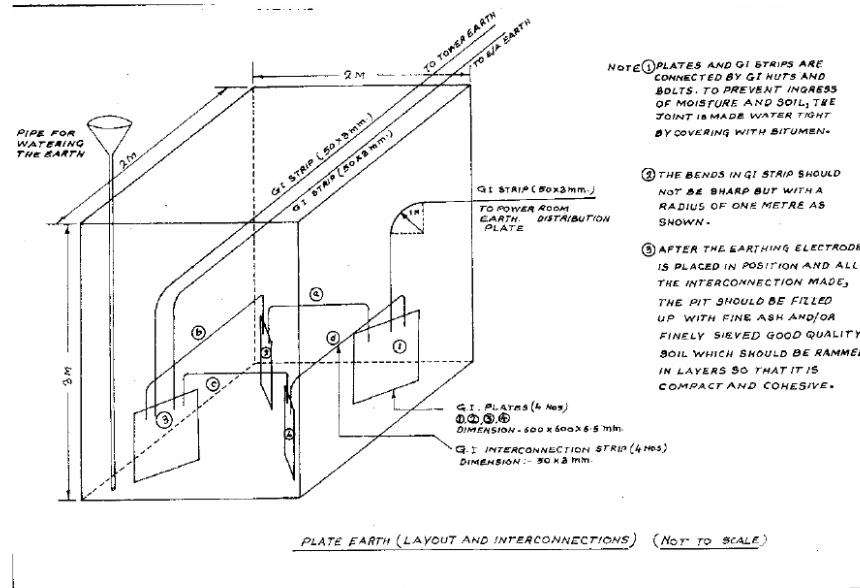 TO TOWER EARTH
TO E/A EARTH
2M
2M
3M
PIPE FOR
WATERING
THE EARTH
GI STRIP (50X3mm.)
GI STRIP (50X3mm.)
GI STRIP (50X3mm.)
TO POWER ROOM
EARTH. DISTRIBUTION
PLATE
1M
a
b
c
d
1
2
3
4
G.I. PLATES (4 NOS)
①,②,③,④
DIMENSION - 600 X 600 X 6.5 mm.
G.I INTERCONNECTION STRIP (4 NOS)
DIMENSION :- 50 X 3 mm.
NOTE ① PLATES AND GI STRIPS ARE
CONNECTED BY GI NUTS AND
BOLTS. TO PREVENT INGRESS
OF MOISTURE AND SOIL, THE
JOINT IS MADE WATER TIGHT
BY COVERING WITH BITUMEN.
② THE BENDS IN GI STRIP SHOULD
NOT BE SHARP BUT WITH A
RADIUS OF ONE METRE AS
SHOWN.
③ AFTER THE EARTHING ELECTRODE
IS PLACED IN POSITION AND ALL
THE INTERCONNECTION MADE,
THE PIT SHOULD BE FILLED
UP WITH FINE ASH AND/OR
FINELY SIEVED GOOD QUALITY
SOIL WHICH SHOULD BE RAMMED
IN LAYERS SO THAT IT IS
COMPACT AND COHESIVE.
PLATE EARTH (LAYOUT AND INTERCONNECTIONS) (NOT TO SCALE)